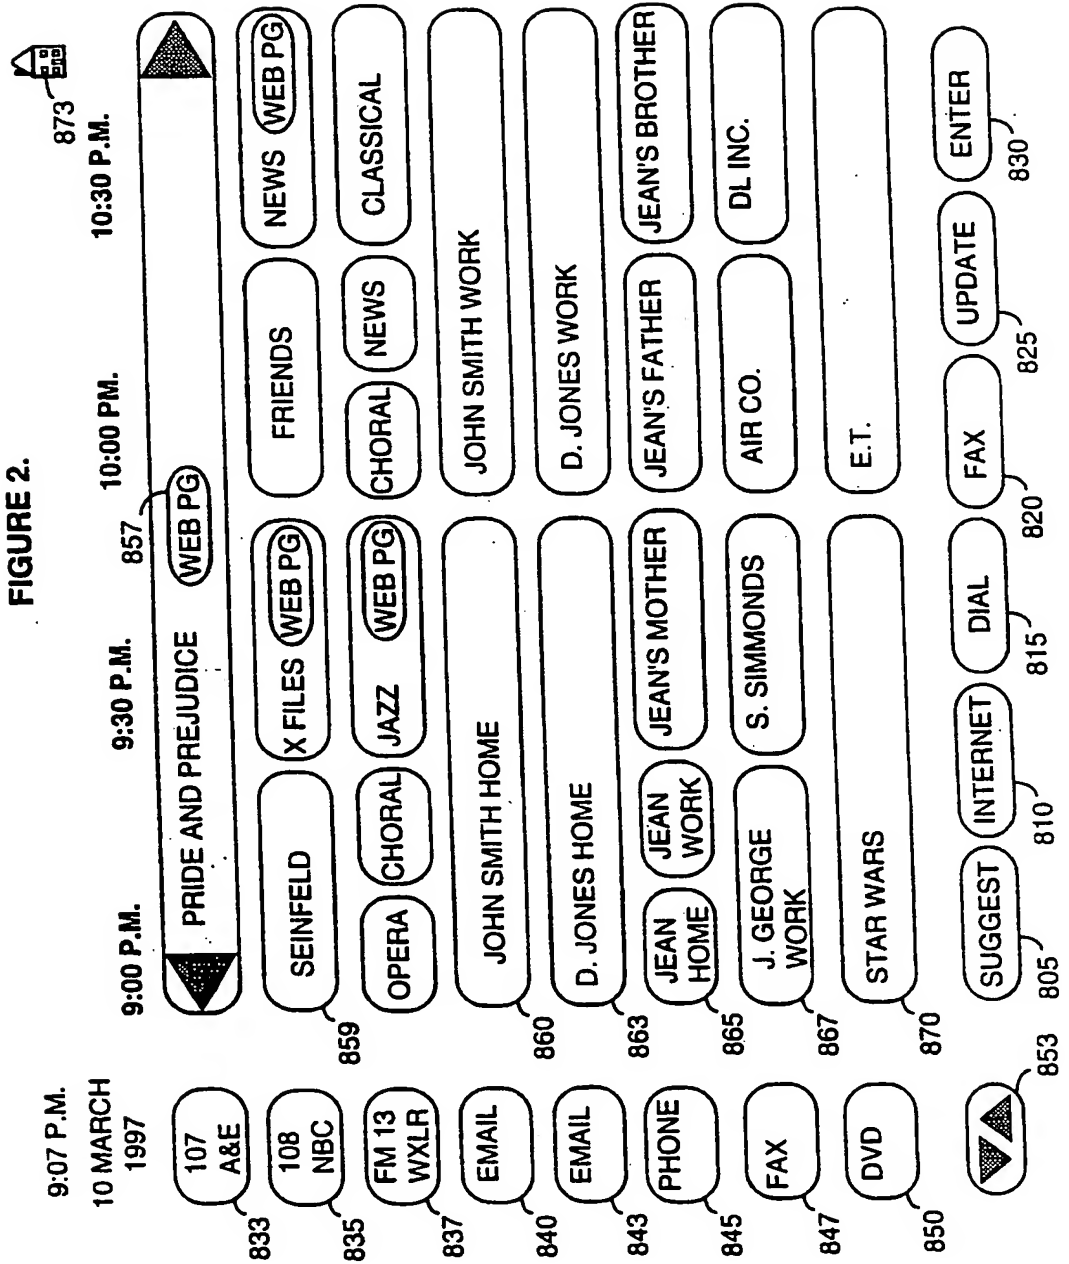 FIGURE 2.
873
9:07 P.M.
10 MARCH
1997
9:00 P.M.
9:30 P.M.
10:00 PM.
10:30 P.M.
857
833
107
A&E
PRIDE AND PREJUDICE
WEB PG
835
108
NBC
859
SEINFELD
X FILES
WEB PG
FRIENDS
NEWS
WEB PG
837
FM 13
WXLR
OPERA
CHORAL
JAZZ
WEB PG
CHORAL
NEWS
CLASSICAL
840
EMAIL
860
JOHN SMITH HOME
JOHN SMITH WORK
843
EMAIL
863
D. JONES HOME
D. JONES WORK
845
PHONE
865
JEAN
HOME
JEAN
WORK
JEAN'S MOTHER
JEAN'S FATHER
JEAN'S BROTHER
847
FAX
867
J. GEORGE
WORK
S. SIMMONDS
AIR CO.
DL INC.
850
DVD
870
STAR WARS
E.T.
853
SUGGEST
INTERNET
DIAL
FAX
UPDATE
ENTER
805
810
815
820
825
830